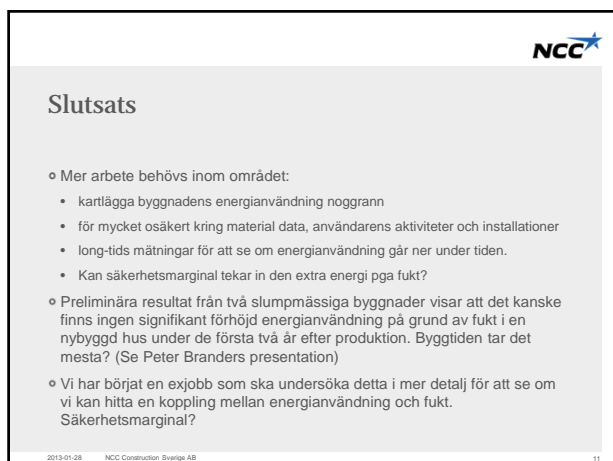 NCC
Slutsats
Mer arbete behövs inom området:
• kartlägga byggnadens energianvändning noggrann
• för mycket osäkert kring material data, användarens aktiviteter och installationer
• long-tids mätningar för att se om energianvändning går ner under tiden.
• Kan säkerhetsmarginal tekar in den extra energi pga fukt?
Preliminära resultat från två slumpmässiga byggnader visar att det kanske
finns ingen signifikant förhöjd energianvändning på grund av fukt i en
nybyggd hus under de första två år efter produktion. Byggtiden tar det
mesta? (Se Peter Branders presentation)
Vi har börjat en exjobb som ska undersöka detta i mer detalj för att se om
vi kan hitta en koppling mellan energianvändning och fukt.
Säkerhetsmarginal?
2013-01-28 NCC Construction Sverige AB 11